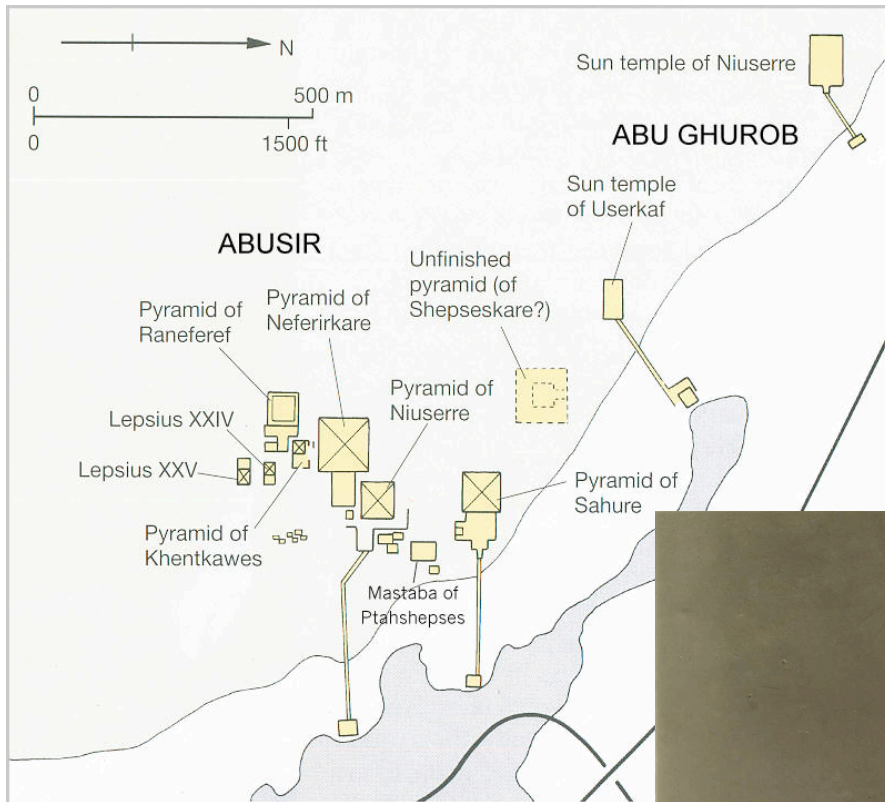 N
0
500 m
0
1500 ft
Sun temple of Niuserre
ABU GHUROB
Sun temple
of Userkaf
ABUSIR
Unfinished
pyramid (of
Shepseskare?)
Pyramid of
Raneferef
Pyramid of
Neferirkare
Pyramid of
Niuserre
Lepsius XXIV
Lepsius XXV
Pyramid of
Sahure
Pyramid of
Khentkawes
Mastaba of
Ptahshepses